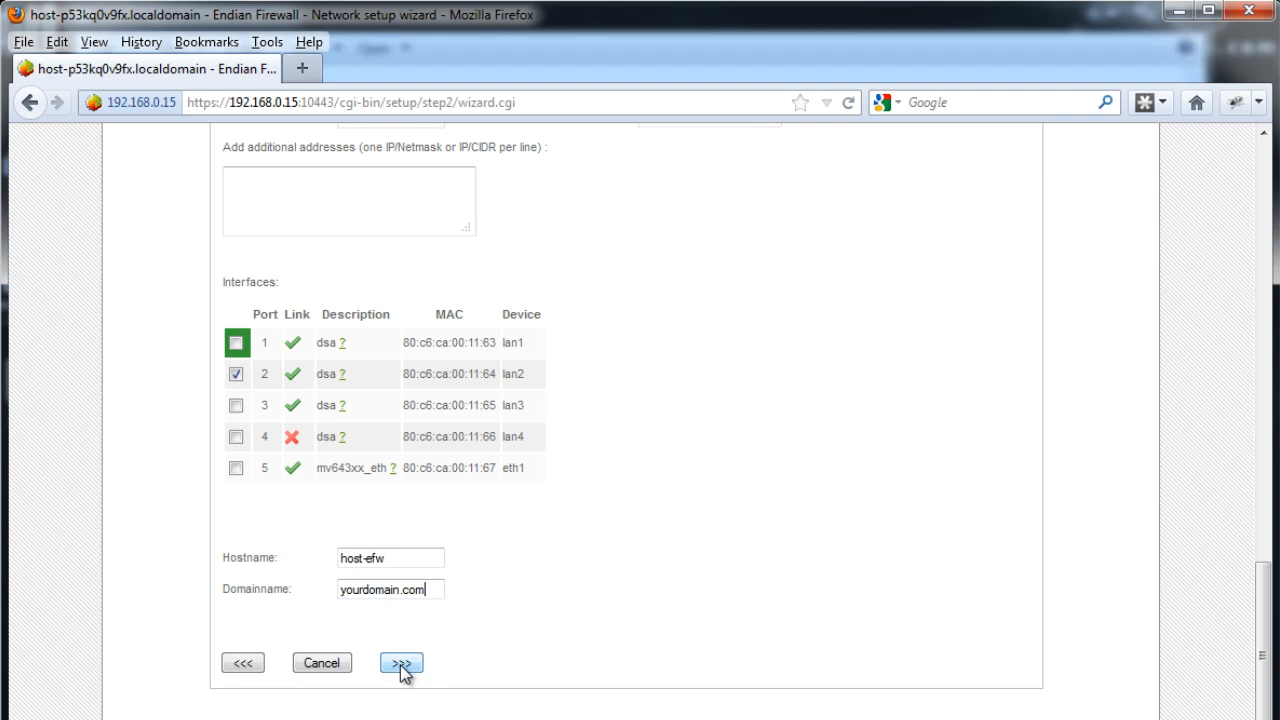 host-p53kq0v9fx.localdomain - Endian Firewall - Network setup wizard - Mozilla Firefox
File Edit View History Bookmarks Tools Help
host-p53kq0v9fx.localdomain - Endian F...
192.168.0.15 https://192.168.0.15:10443/cgi-bin/setup/step2/wizard.cgi Google
Add additional addresses (one IP/Netmask or IP/CIDR per line) :
Interfaces:
Port Link Description MAC Device
1 dsa ? 80:c6:ca:00:11:63 lan1
2 dsa ? 80:c6:ca:00:11:64 lan2
3 dsa ? 80:c6:ca:00:11:65 lan3
4 dsa ? 80:c6:ca:00:11:66 lan4
5 mv643xx_eth ? 80:c6:ca:00:11:67 eth1
Hostname: host-efw
Domainname: yourdomain.com
<<< Cancel >>>